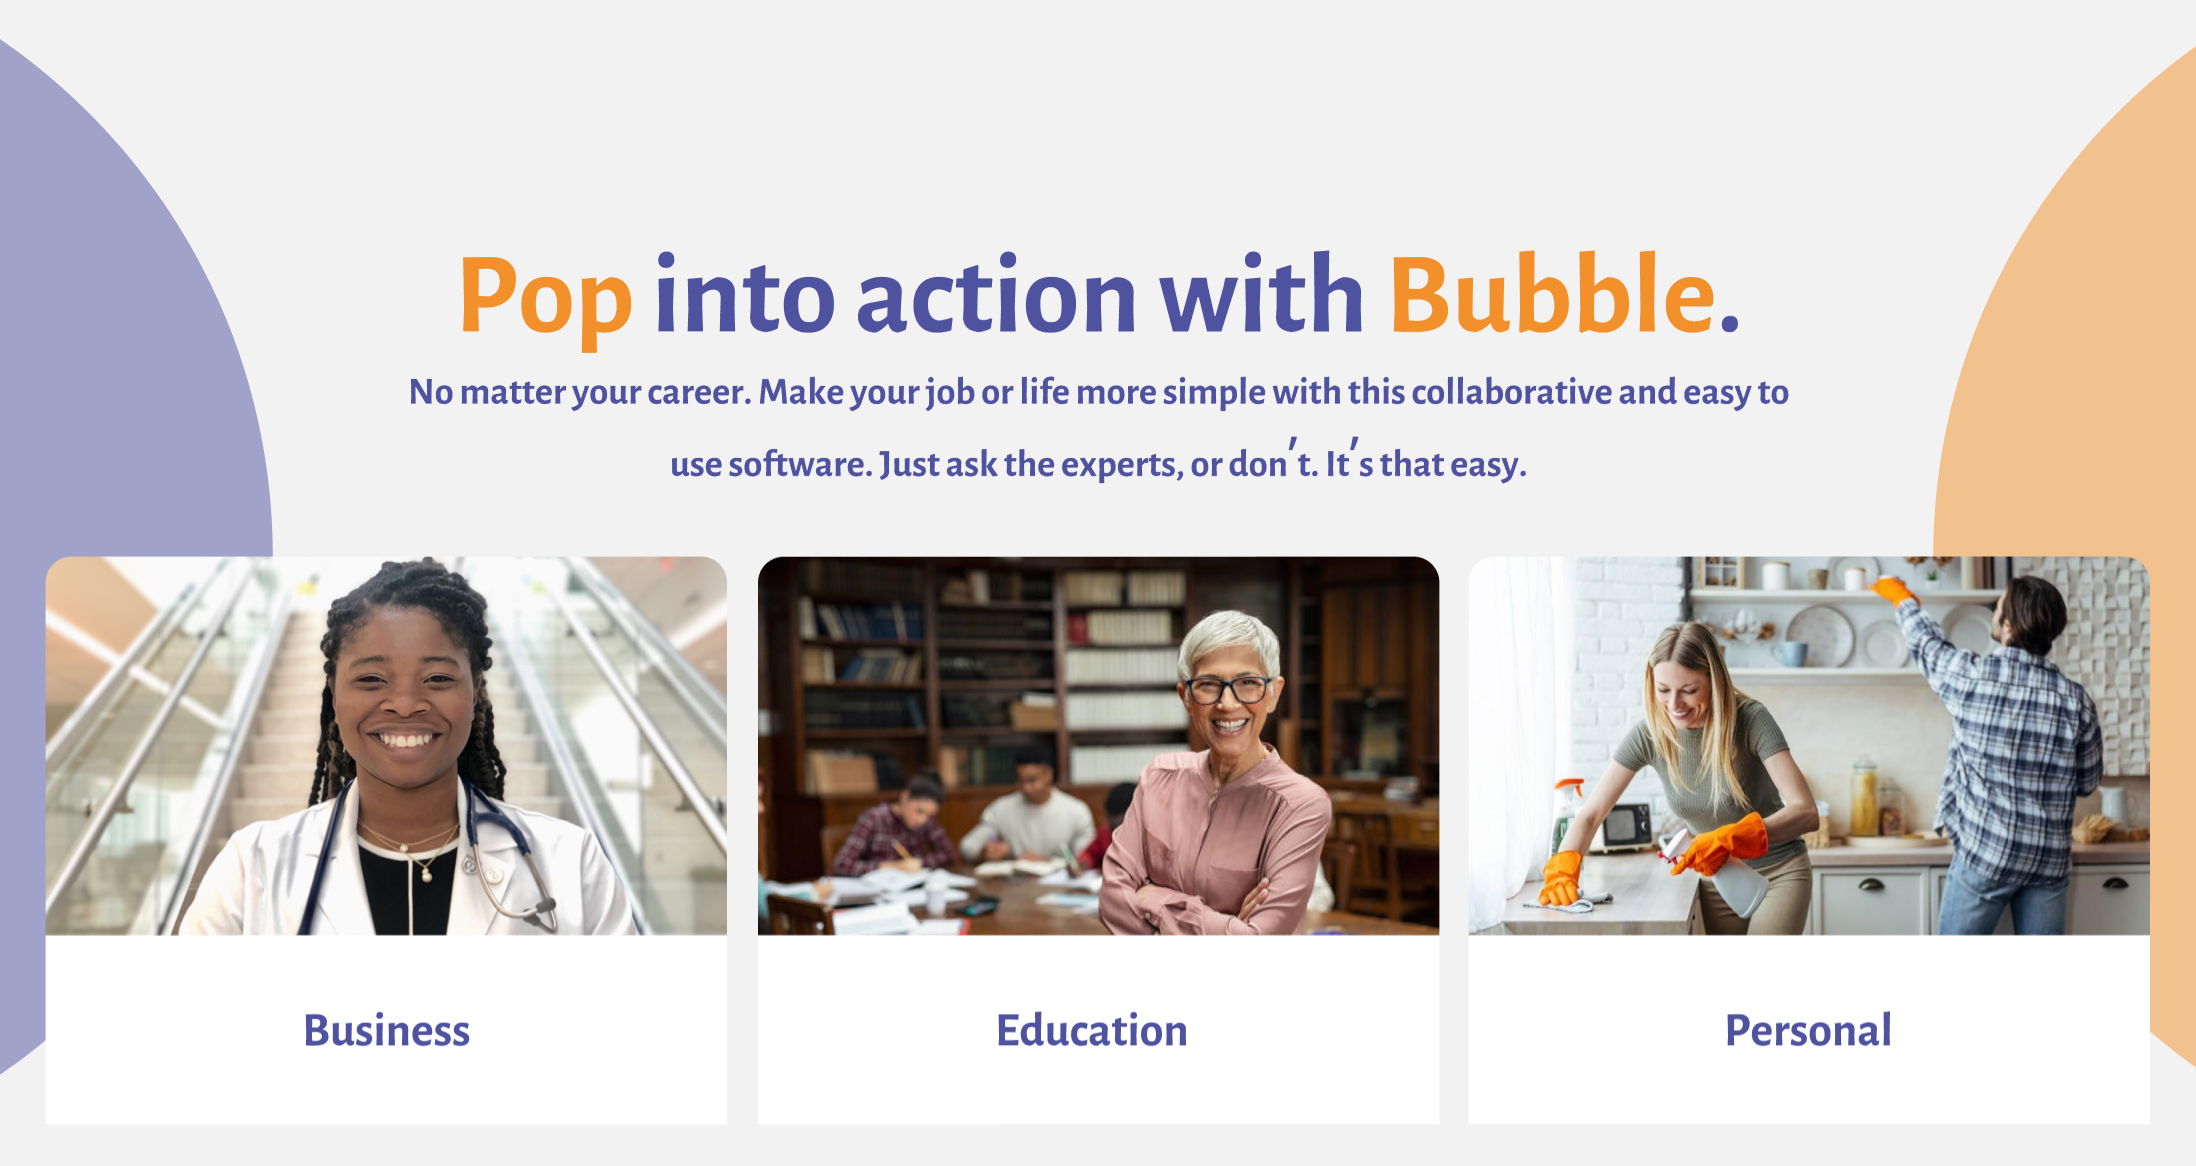 Pop into action with Bubble.
No matter your career. Make your job or life more simple with this collaborative and easy to
use software. Just ask the experts, or don't. It's that easy.
Business
Education
Personal